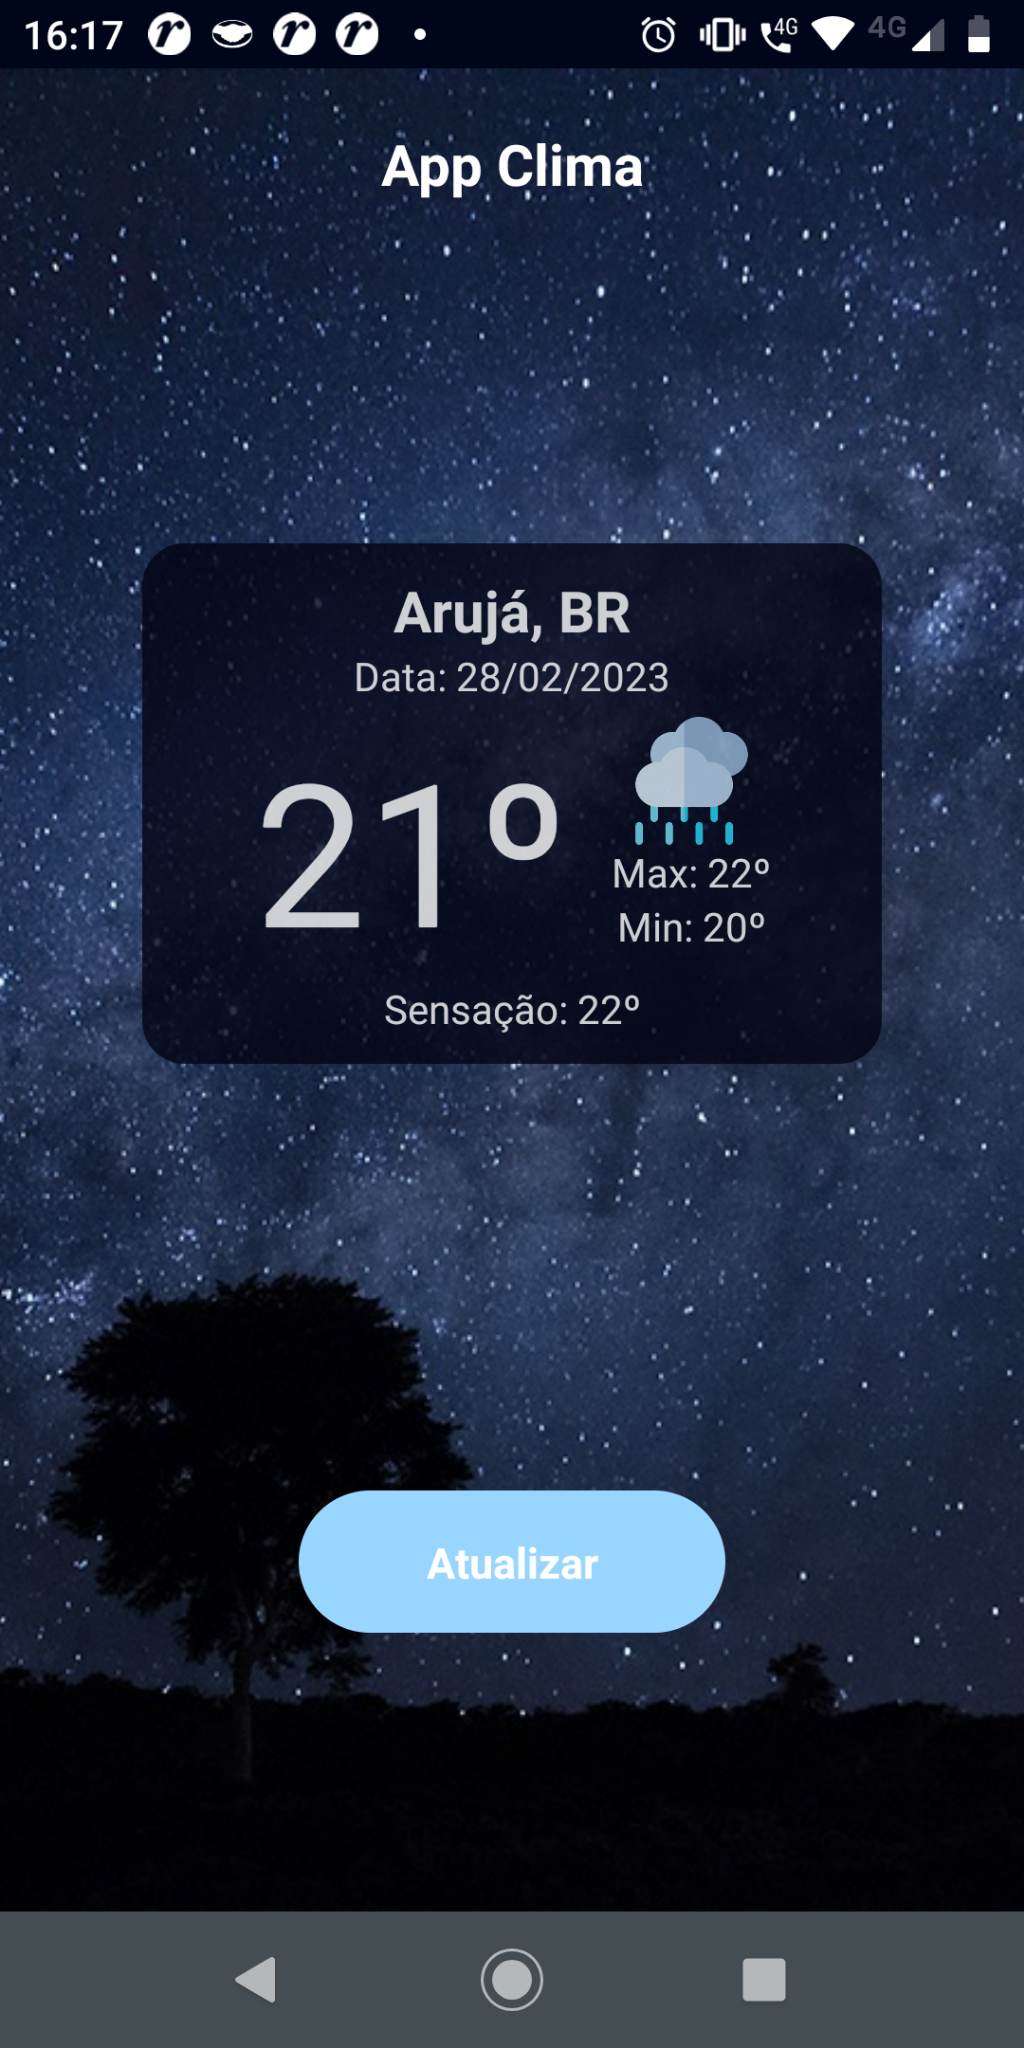 16:17
4G
4G
App Clima
Arujá, BR
Data: 28/02/2023
21º
Max: 22º
Min: 20º
Sensação: 22º
Atualizar